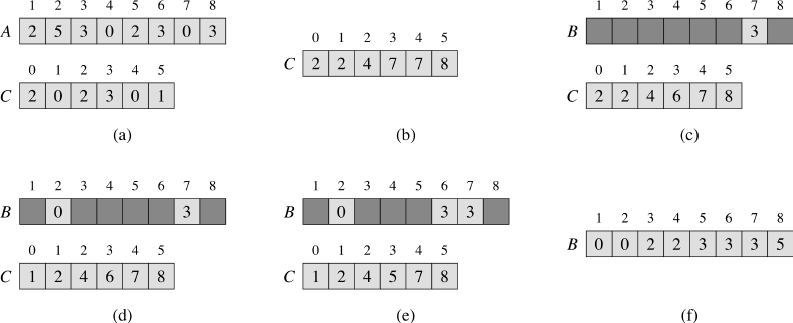 1 2 3 4 5 6 7 8
A 2 5 3 0 2 3 0 3
0 1 2 3 4 5
C 2 0 2 3 0 1
(a)
0 1 2 3 4 5
C 2 2 4 7 7 8
(b)
1 2 3 4 5 6 7 8
B 3
0 1 2 3 4 5
C 2 2 4 6 7 8
(c)
1 2 3 4 5 6 7 8
B 0 3
0 1 2 3 4 5
C 1 2 4 6 7 8
(d)
1 2 3 4 5 6 7 8
B 0 3 3
0 1 2 3 4 5
C 1 2 4 5 7 8
(e)
1 2 3 4 5 6 7 8
B 0 0 2 2 3 3 3 5
(f)